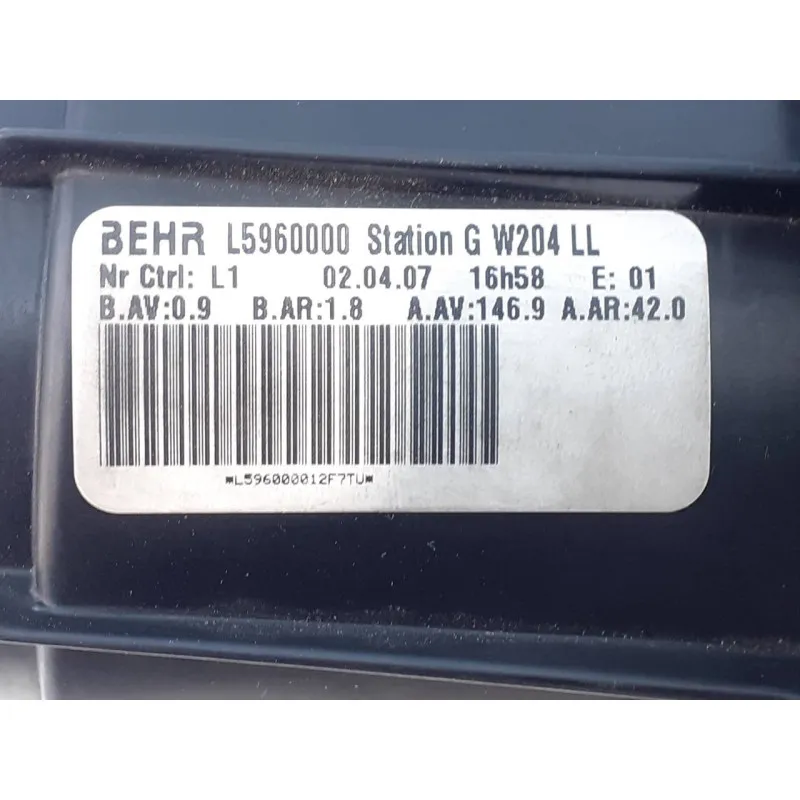 BEHR L5960000 Station G W204 LL
Nr Ctrl: L1 02.04.07 16h58 E: 01
B.AV:0.9 B.AR:1.8 A.AV:146.9 A.AR:42.0
*L596000012F7TU*